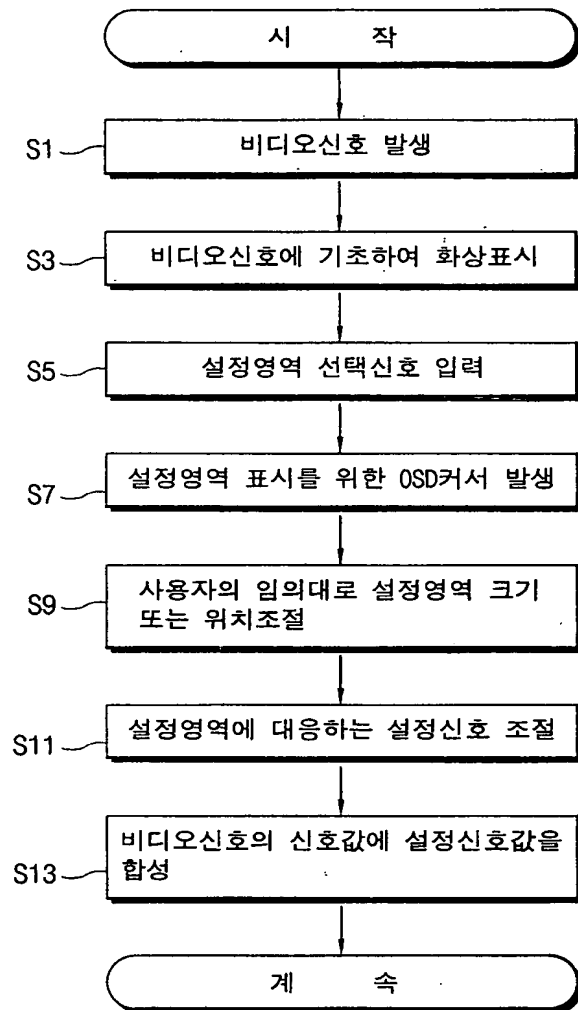 시 작
S1
비디오신호 발생
S3
비디오신호에 기초하여 화상표시
S5
설정영역 선택신호 입력
S7
설정영역 표시를 위한 OSD커서 발생
S9
사용자의 임의대로 설정영역 크기
또는 위치조절
S11
설정영역에 대응하는 설정신호 조절
S13
비디오신호의 신호값에 설정신호값을
합성
계 속